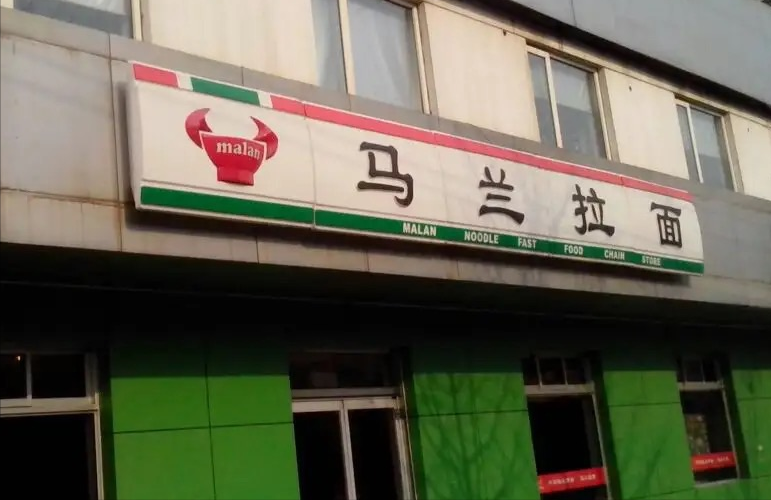 malan
马兰拉面
MALAN NOODLE FAST FOOD CHAIN STORE